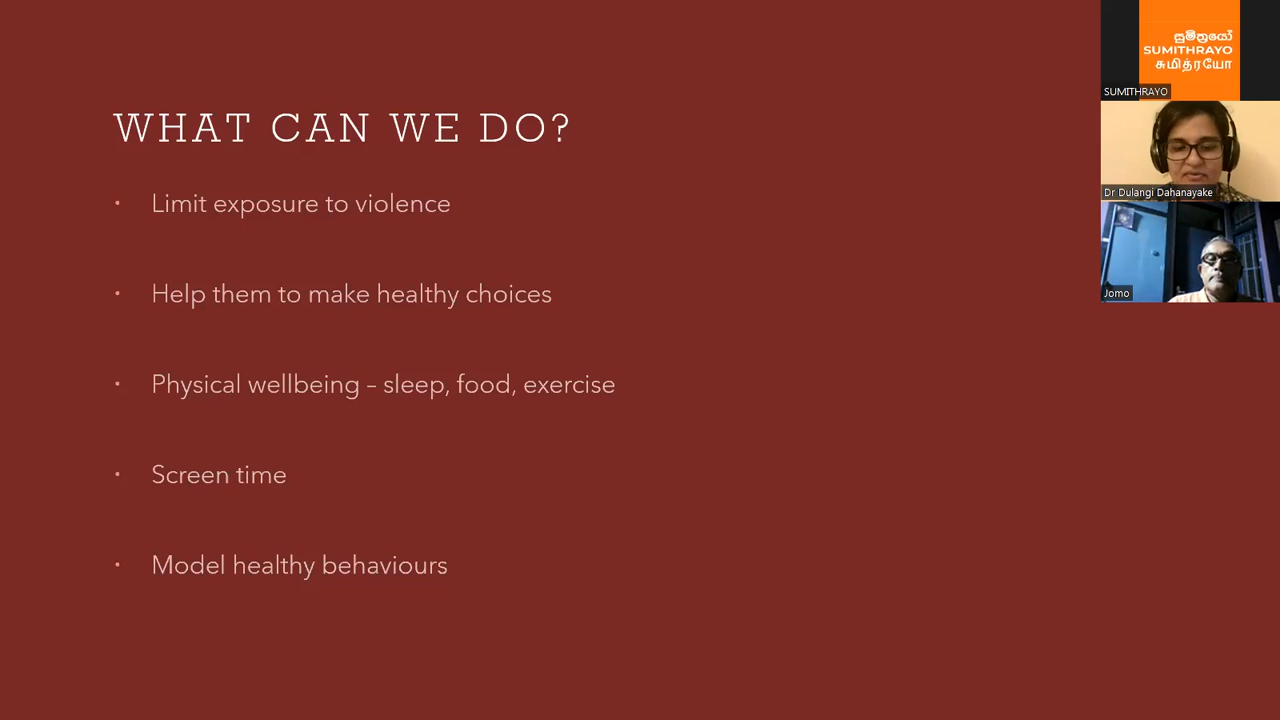 WHAT CAN WE DO?
• Limit exposure to violence
• Help them to make healthy choices
• Physical wellbeing – sleep, food, exercise
• Screen time
• Model healthy behaviours
සුමිත්‍රයෝ
SUMITHRAYO
சுமித்ரயோ
SUMITHRAYO
Dr Dulangi Dahanayake
Jomo